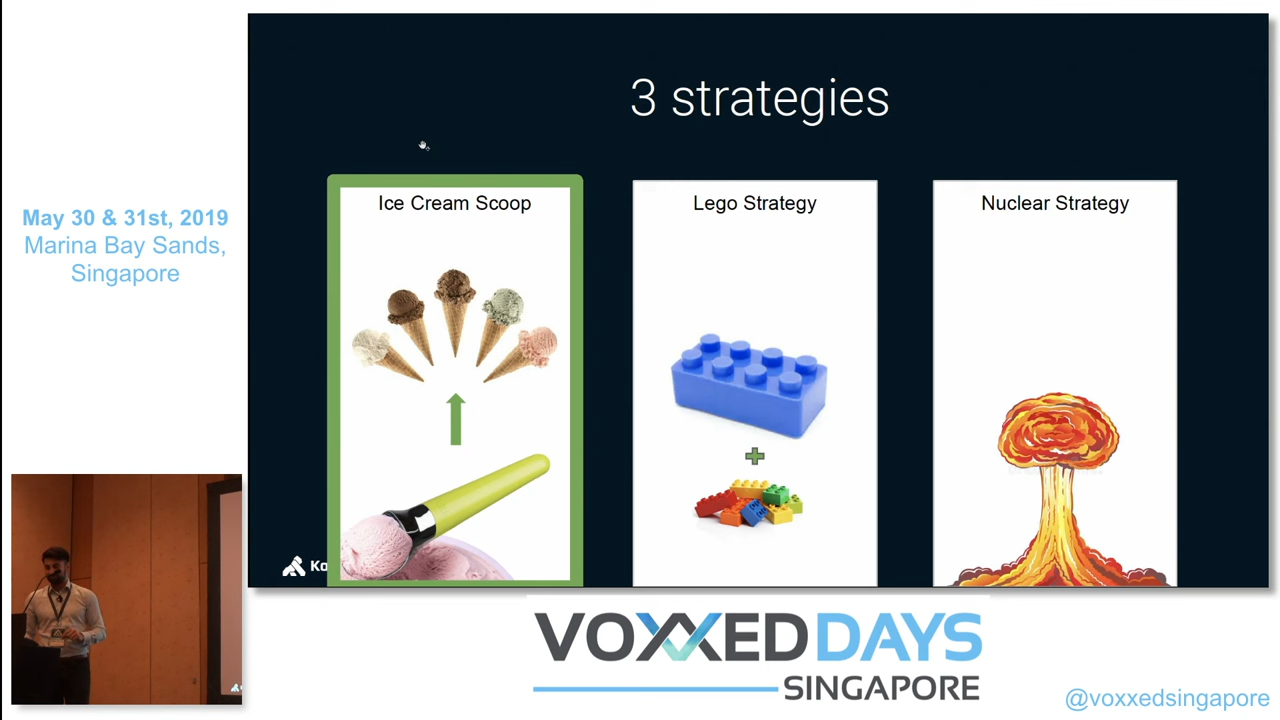 3 strategies
Ice Cream Scoop
Lego Strategy
Nuclear Strategy
May 30 & 31st, 2019
Marina Bay Sands,
Singapore
Ko
VOXXED DAYS
SINGAPORE
@voxxedsingapore